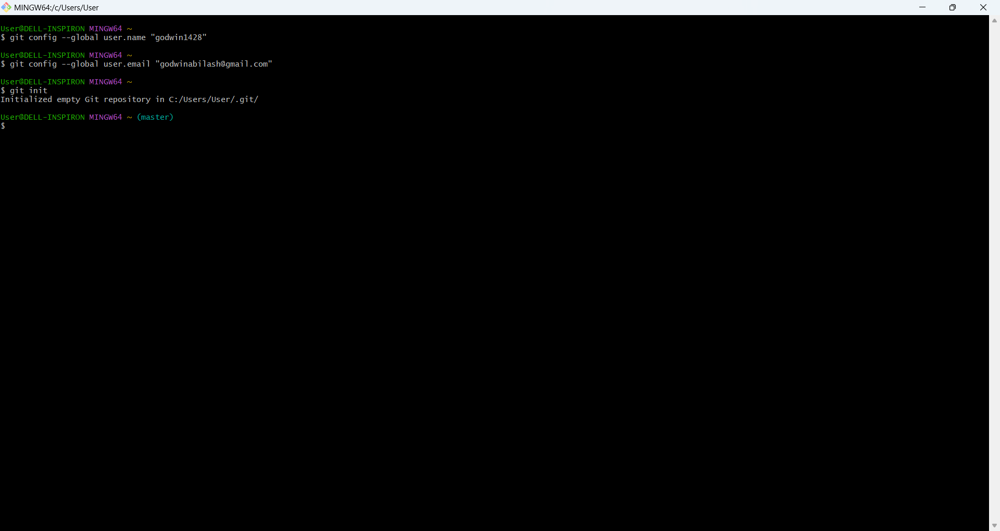 MINGW64:/c/Users/User
User@DELL-INSPIRON MINGW64 ~
$ git config --global user.name "godwin1428"
User@DELL-INSPIRON MINGW64 ~
$ git config --global user.email "godwinabilash@gmail.com"
User@DELL-INSPIRON MINGW64 ~
$ git init
Initialized empty Git repository in C:/Users/User/.git/
User@DELL-INSPIRON MINGW64 ~ (master)
$